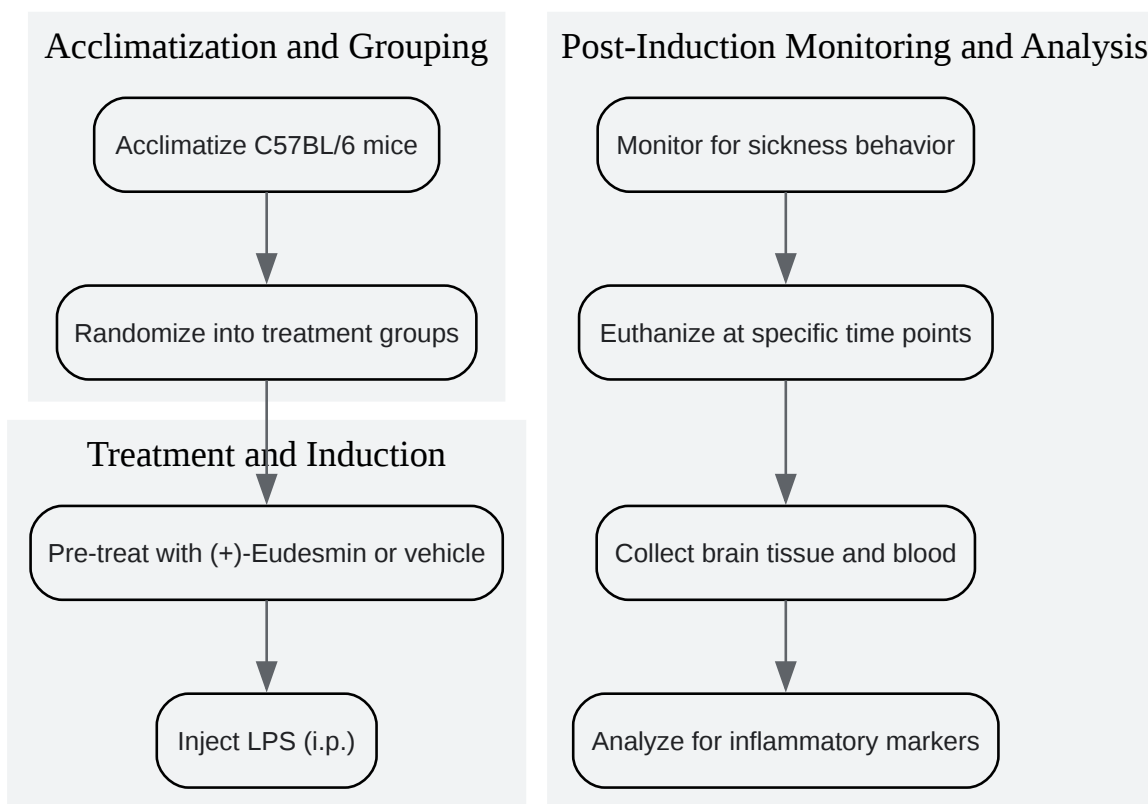 Acclimatization and Grouping
Acclimatize C57BL/6 mice
Randomize into treatment groups
Treatment and Induction
Pre-treat with (+)-Eudesmin or vehicle
Inject LPS (i.p.)
Post-Induction Monitoring and Analysis
Monitor for sickness behavior
Euthanize at specific time points
Collect brain tissue and blood
Analyze for inflammatory markers